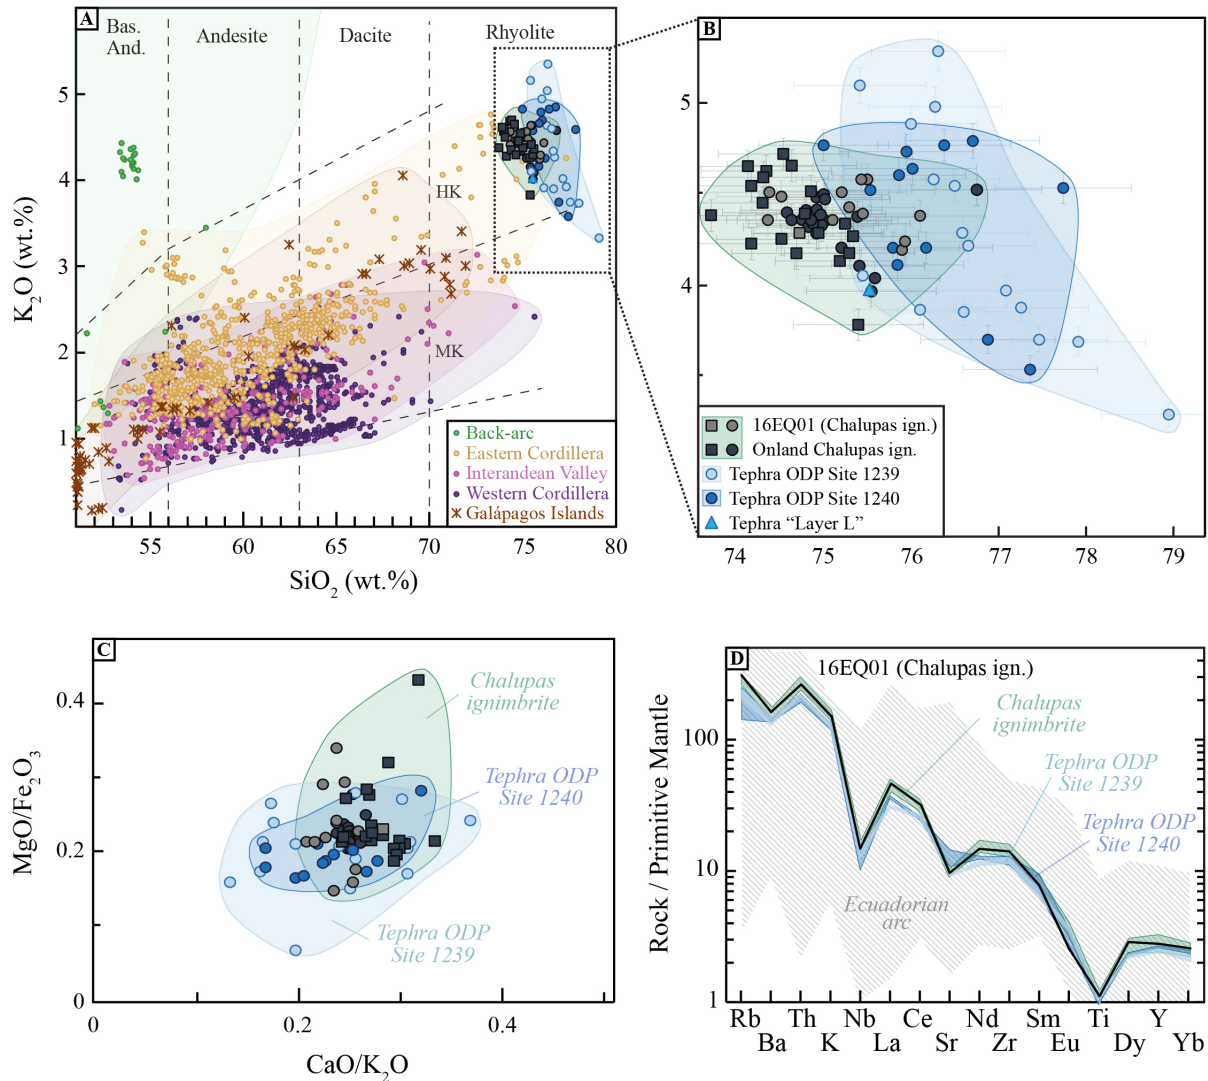 A
Bas.
And.
Andesite
Dacite
Rhyolite
HK
MK
K2O (wt.%)
5
4
3
2
1
Back-arc
Eastern Cordillera
Interandean Valley
Western Cordillera
Galápagos Islands
55
60
65
70
75
80
SiO2 (wt.%)
B
5
4
16EQ01 (Chalupas ign.)
Onland Chalupas ign.
Tephra ODP Site 1239
Tephra ODP Site 1240
Tephra “Layer L”
74
75
76
77
78
79
C
MgO/Fe2O3
0.4
0.2
0
Chalupas
ignimbrite
Tephra ODP
Site 1240
Tephra ODP
Site 1239
0
0.2
0.4
CaO/K2O
D
16EQ01 (Chalupas ign.)
Rock / Primitive Mantle
100
10
1
Chalupas
ignimbrite
Tephra ODP
Site 1239
Tephra ODP
Site 1240
Ecuadorian
arc
Rb Th Nb Ce Nd Sm Ti Y
Ba K La Sr Zr Eu Dy Yb